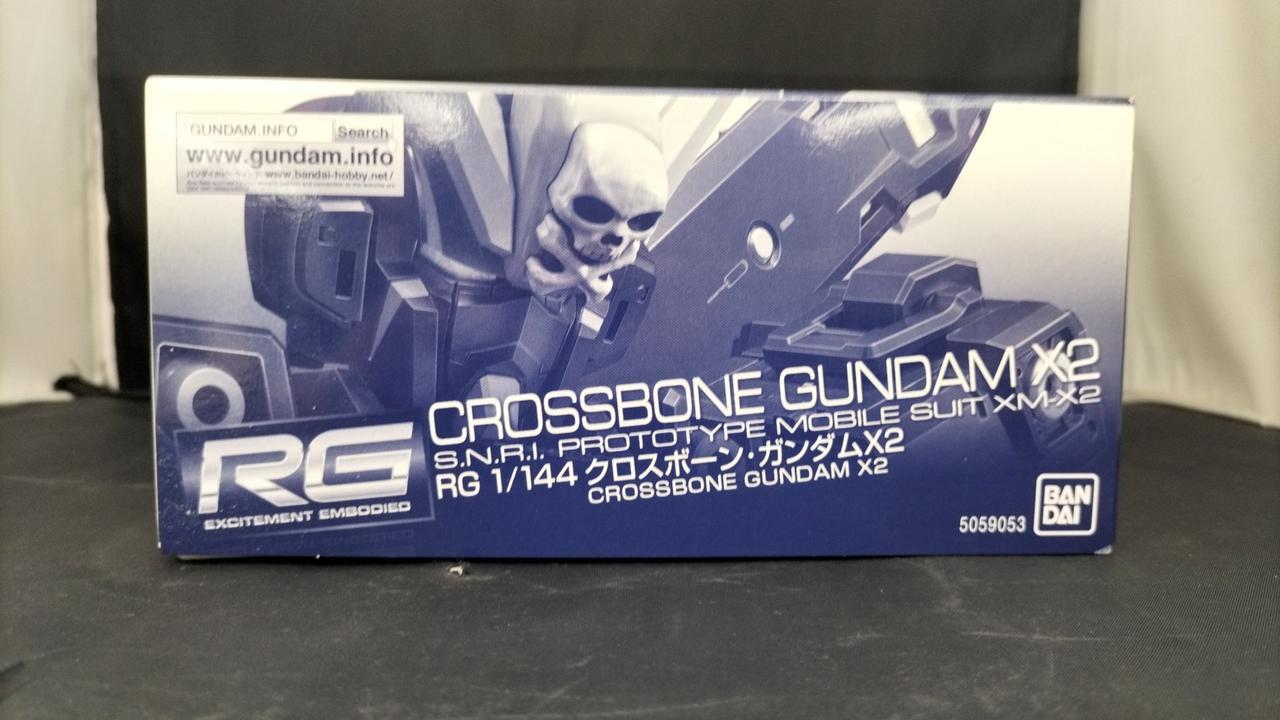 GUNDAM.INFO Search
www.gundam.info
www.bandai-hobby.net/
CROSSBONE GUNDAM X2
S.N.R.I. PROTOTYPE MOBILE SUIT XM-X2
RG 1/144 クロスボーン・ガンダムX2
CROSSBONE GUNDAM X2
RG
EXCITEMENT EMBODIED
5059053
BAN
DAI